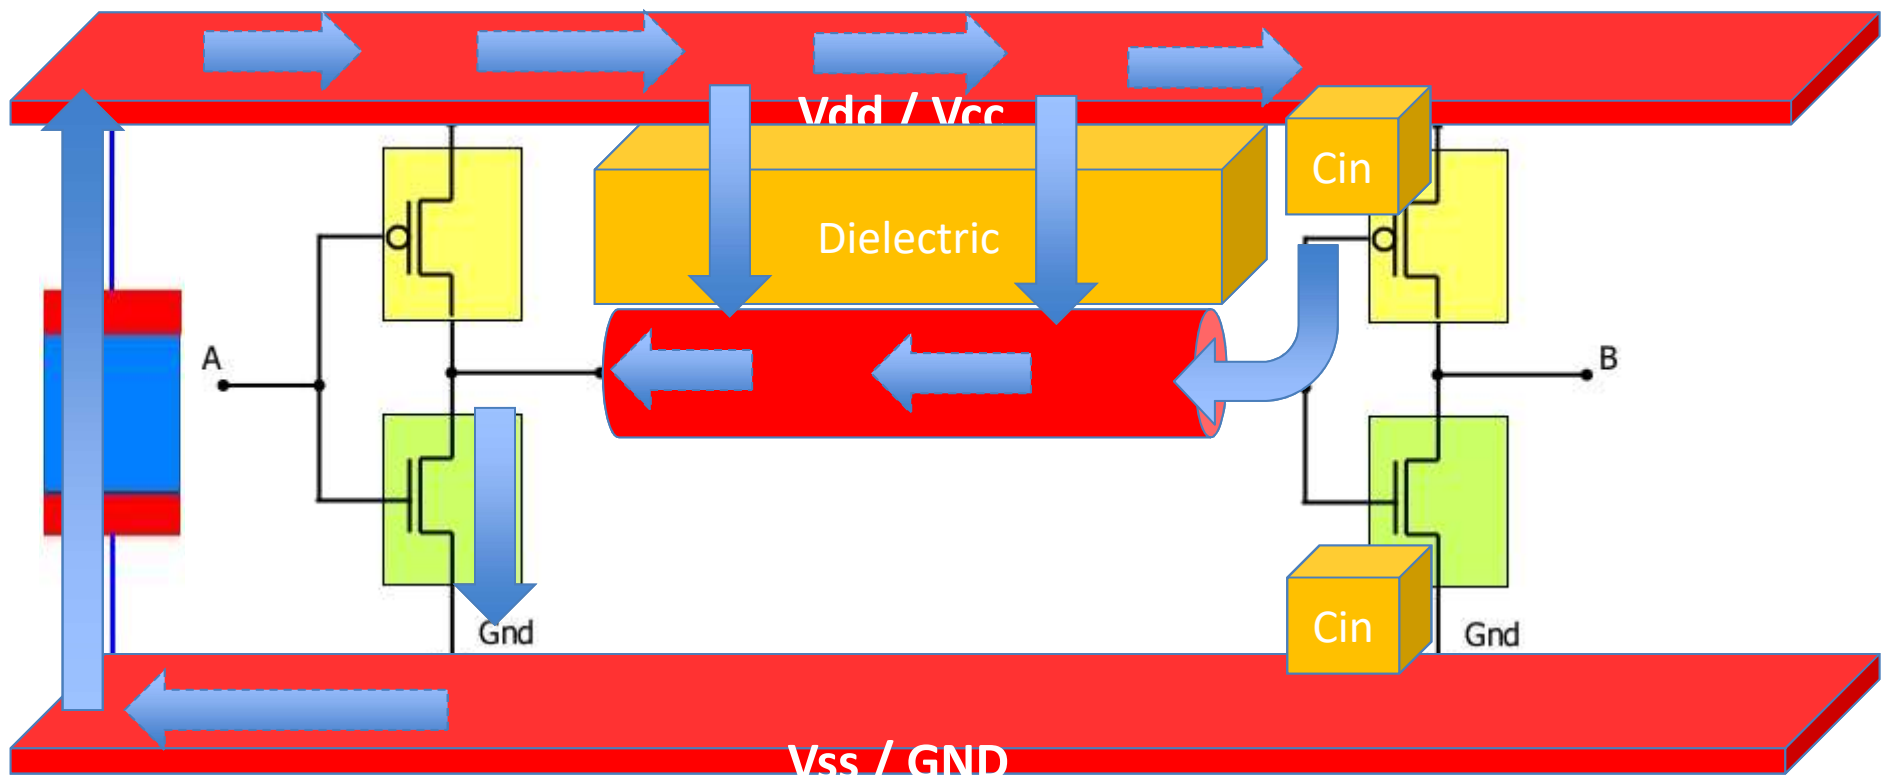 Vdd / Vcc
Cin
Dielectric
A
B
Gnd
Cin
Gnd
Vss / GND